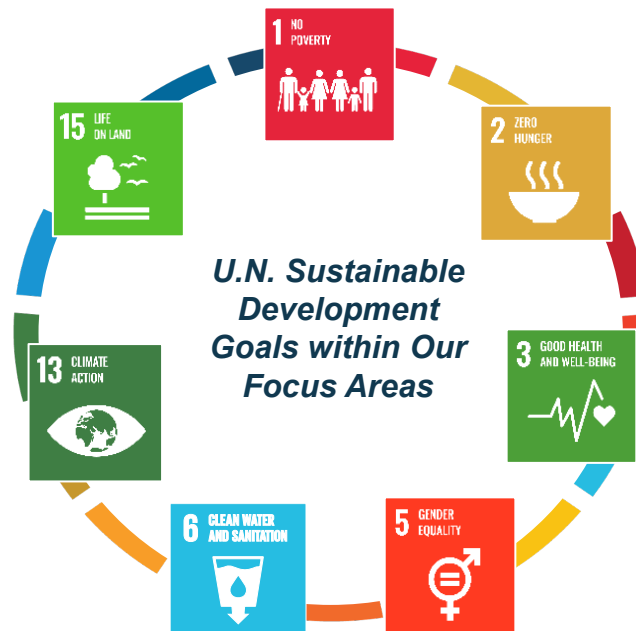 1 NO
POVERTY
2 ZERO
HUNGER
3 GOOD HEALTH
AND WELL-BEING
5 GENDER
EQUALITY
6 CLEAN WATER
AND SANITATION
13 CLIMATE
ACTION
15 LIFE
ON LAND
U.N. Sustainable
Development
Goals within Our
Focus Areas